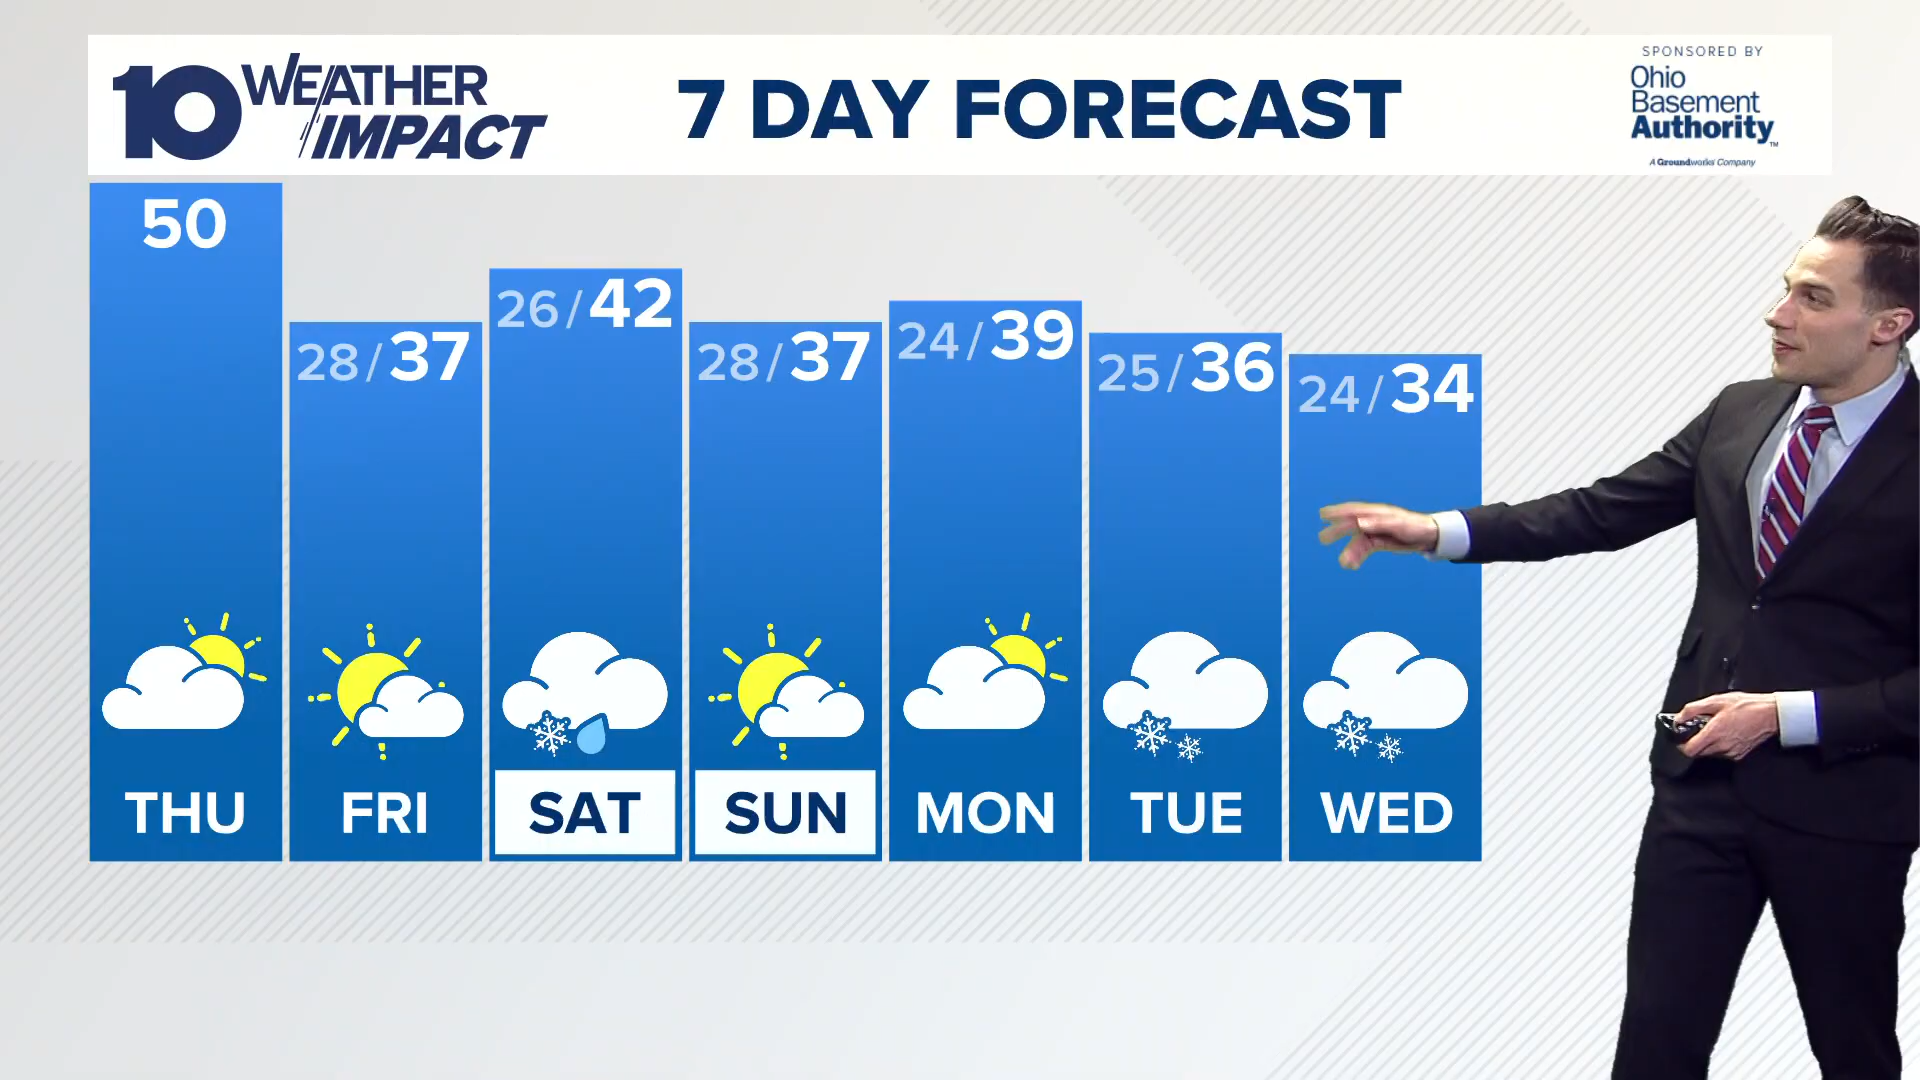 10 WEATHER
IMPACT
7 DAY FORECAST
SPONSORED BY
Ohio
Basement
Authority™
A Groundworks Company
50
28/37
26/42
28/37
24/39
25/36
24/34
THU
FRI
SAT
SUN
MON
TUE
WED